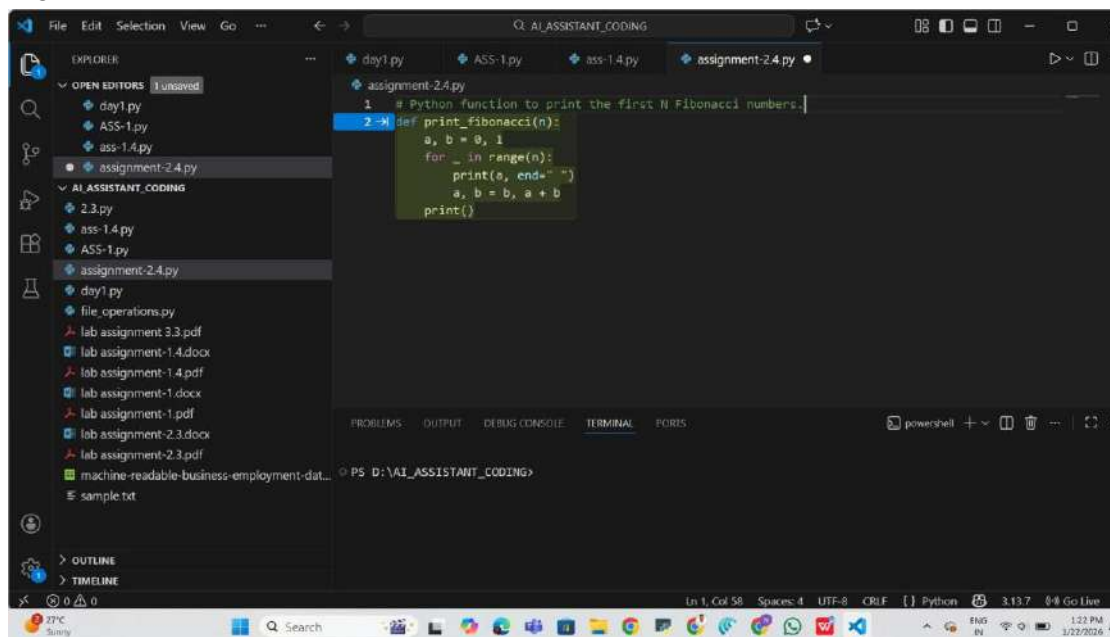 File Edit Selection View Go ... AI_ASSISTANT_CODING
EXPLORER ...
OPEN EDITORS 1 unsaved
day1.py
ASS-1.py
ass-1.4.py
assignment-2.4.py
AI_ASSISTANT_CODING
2.3.py
ass-1.4.py
ASS-1.py
assignment-2.4.py
day1.py
file_operations.py
lab assignment 3.3.pdf
lab assignment-1.4.docx
lab assignment-1.4.pdf
lab assignment-1.docx
lab assignment-1.pdf
lab assignment-2.3.docx
lab assignment-2.3.pdf
machine-readable-business-employment-dat...
sample.txt
OUTLINE
TIMELINE
day1.py ASS-1.py ass-1.4.py assignment-2.4.py
assignment-2.4.py
1 # Python function to print the first N Fibonacci numbers.
2 def print_fibonacci(n):
a, b = 0, 1
for _ in range(n):
print(a, end=" ")
a, b = b, a + b
print()
PROBLEMS OUTPUT DEBUG CONSOLE TERMINAL PORTS powershell
PS D:\AI_ASSISTANT_CODING>
0 0 Ln 1, Col 58 Spaces: 4 UTF-8 CRLF {} Python 3.13.7 Go Live
27°C
Sunny
Search
ENG
IN
1:22 PM
1/22/2026